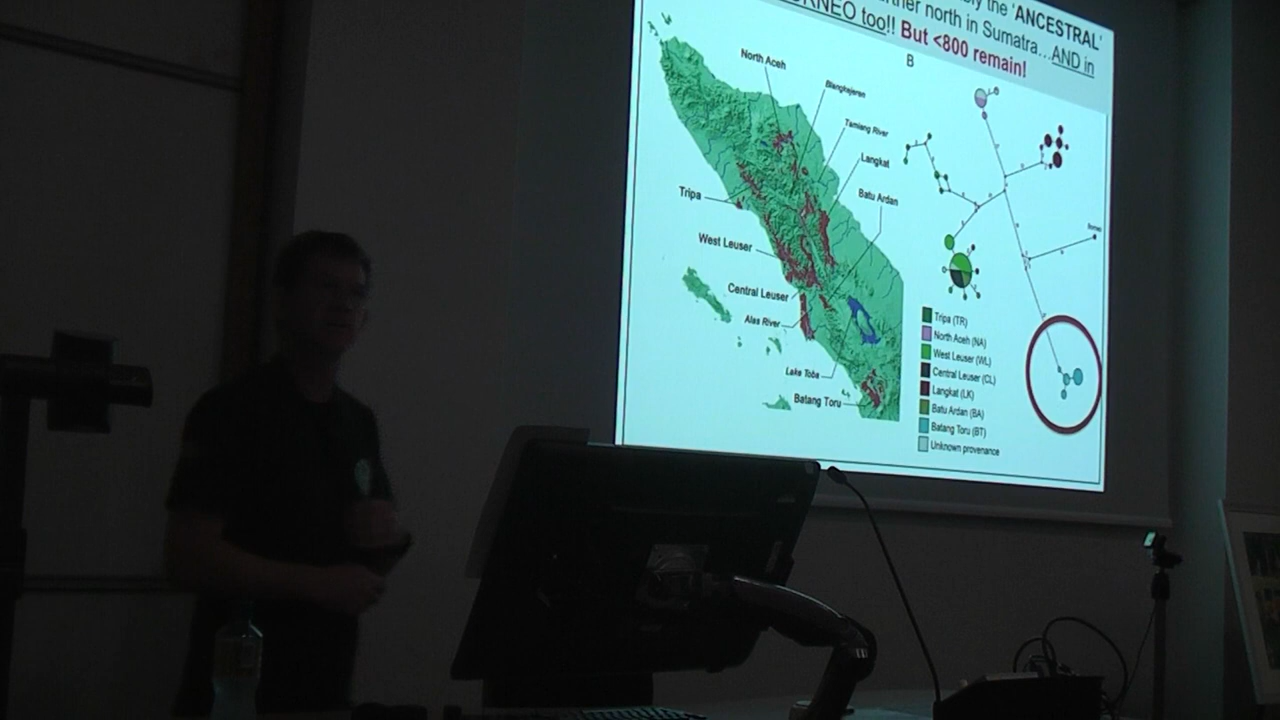 the 'ANCESTRAL'
north in Sumatra...AND in
too!! But <800 remain!
B
North Aceh
Blangkejeren
Tamiang River
Langkat
Batu Ardan
Tripa
West Leuser
Central Leuser
Alas River
Lake Toba
Batang Toru
Borneo
Tripa (TR)
North Aceh (NA)
West Leuser (WL)
Central Leuser (CL)
Langkat (LK)
Batu Ardan (BA)
Batang Toru (BT)
Unknown provenance